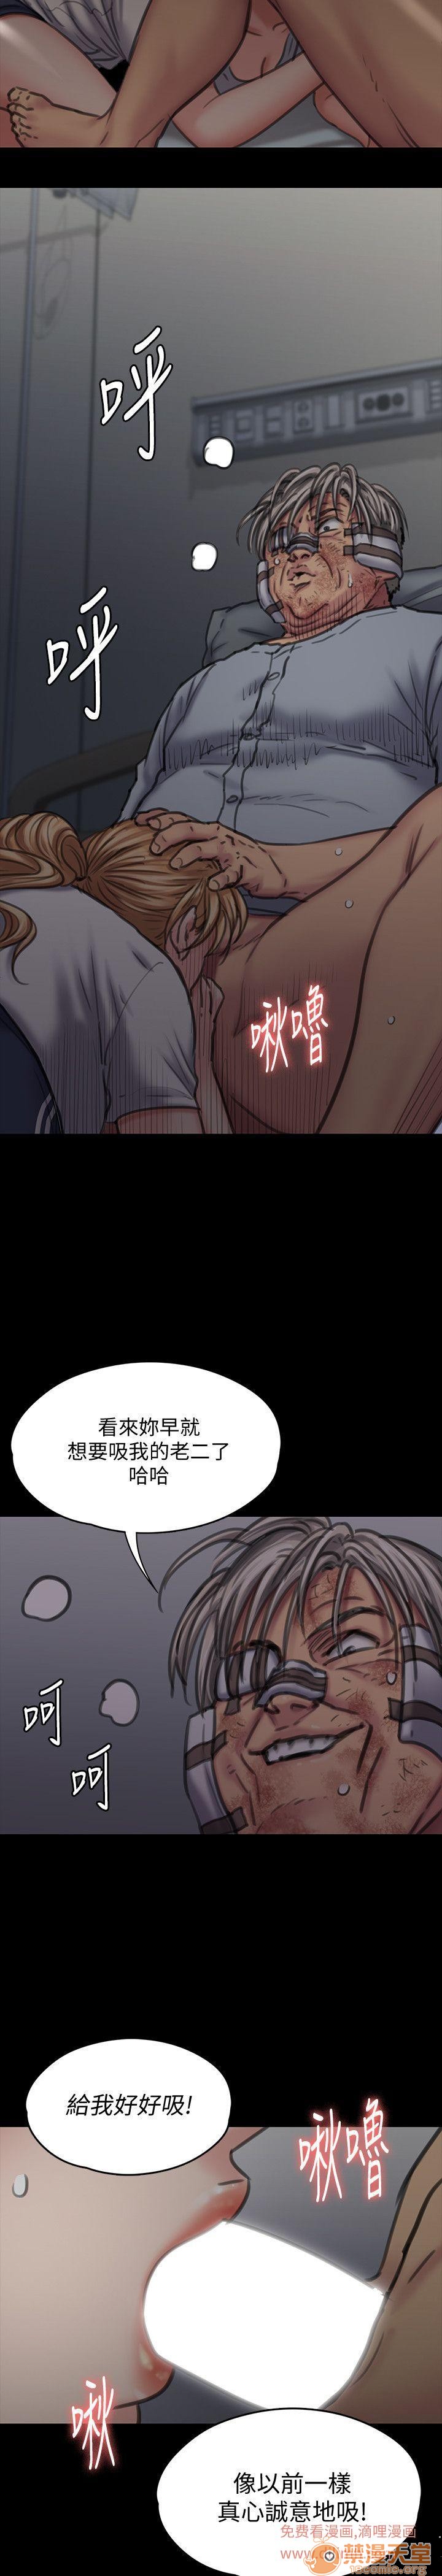 呼
呼
啾嚕
看來妳早就
想要吸我的老二了
哈哈
呵
呵
給我好好吸!
啾嚕
啾
像以前一樣
真心誠意地吸!
免费看漫画,滴哩漫画
禁漫天堂